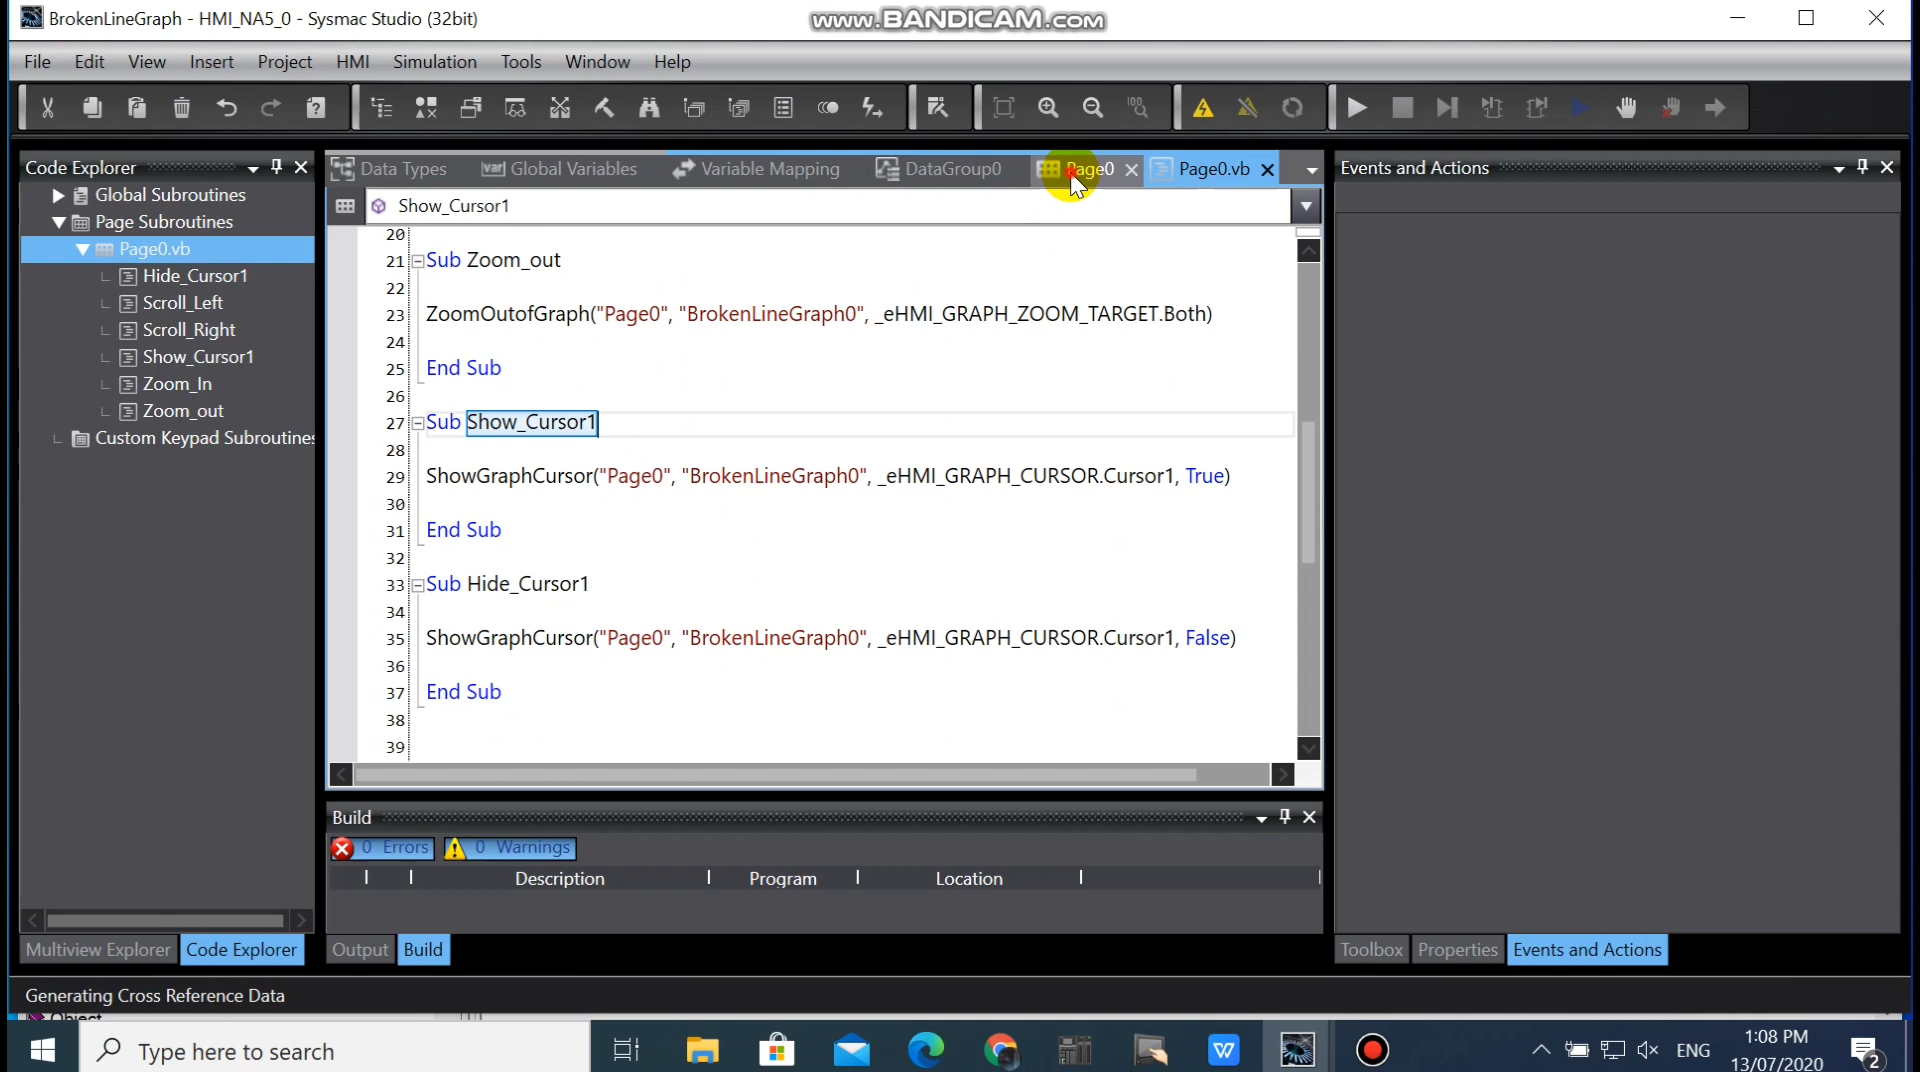 BrokenLineGraph - HMI_NA5_0 - Sysmac Studio (32bit)
www.BANDICAM.com
File Edit View Insert Project HMI Simulation Tools Window Help
Code Explorer
Global Subroutines
Page Subroutines
Page0.vb
Hide_Cursor1
Scroll_Left
Scroll_Right
Show_Cursor1
Zoom_In
Zoom_out
Custom Keypad Subroutines
Multiview Explorer Code Explorer
Data Types Global Variables Variable Mapping DataGroup0 Page0 Page0.vb
Show_Cursor1
20
21 Sub Zoom_out
22
23 ZoomOutofGraph("Page0", "BrokenLineGraph0", _eHMI_GRAPH_ZOOM_TARGET.Both)
24
25 End Sub
26
27 Sub Show_Cursor1
28
29 ShowGraphCursor("Page0", "BrokenLineGraph0", _eHMI_GRAPH_CURSOR.Cursor1, True)
30
31 End Sub
32
33 Sub Hide_Cursor1
34
35 ShowGraphCursor("Page0", "BrokenLineGraph0", _eHMI_GRAPH_CURSOR.Cursor1, False)
36
37 End Sub
38
39
Build
0 Errors 0 Warnings
Description Program Location
Output Build
Events and Actions
Toolbox Properties Events and Actions
Generating Cross Reference Data
Object
Type here to search
ENG
1:08 PM
13/07/2020
2